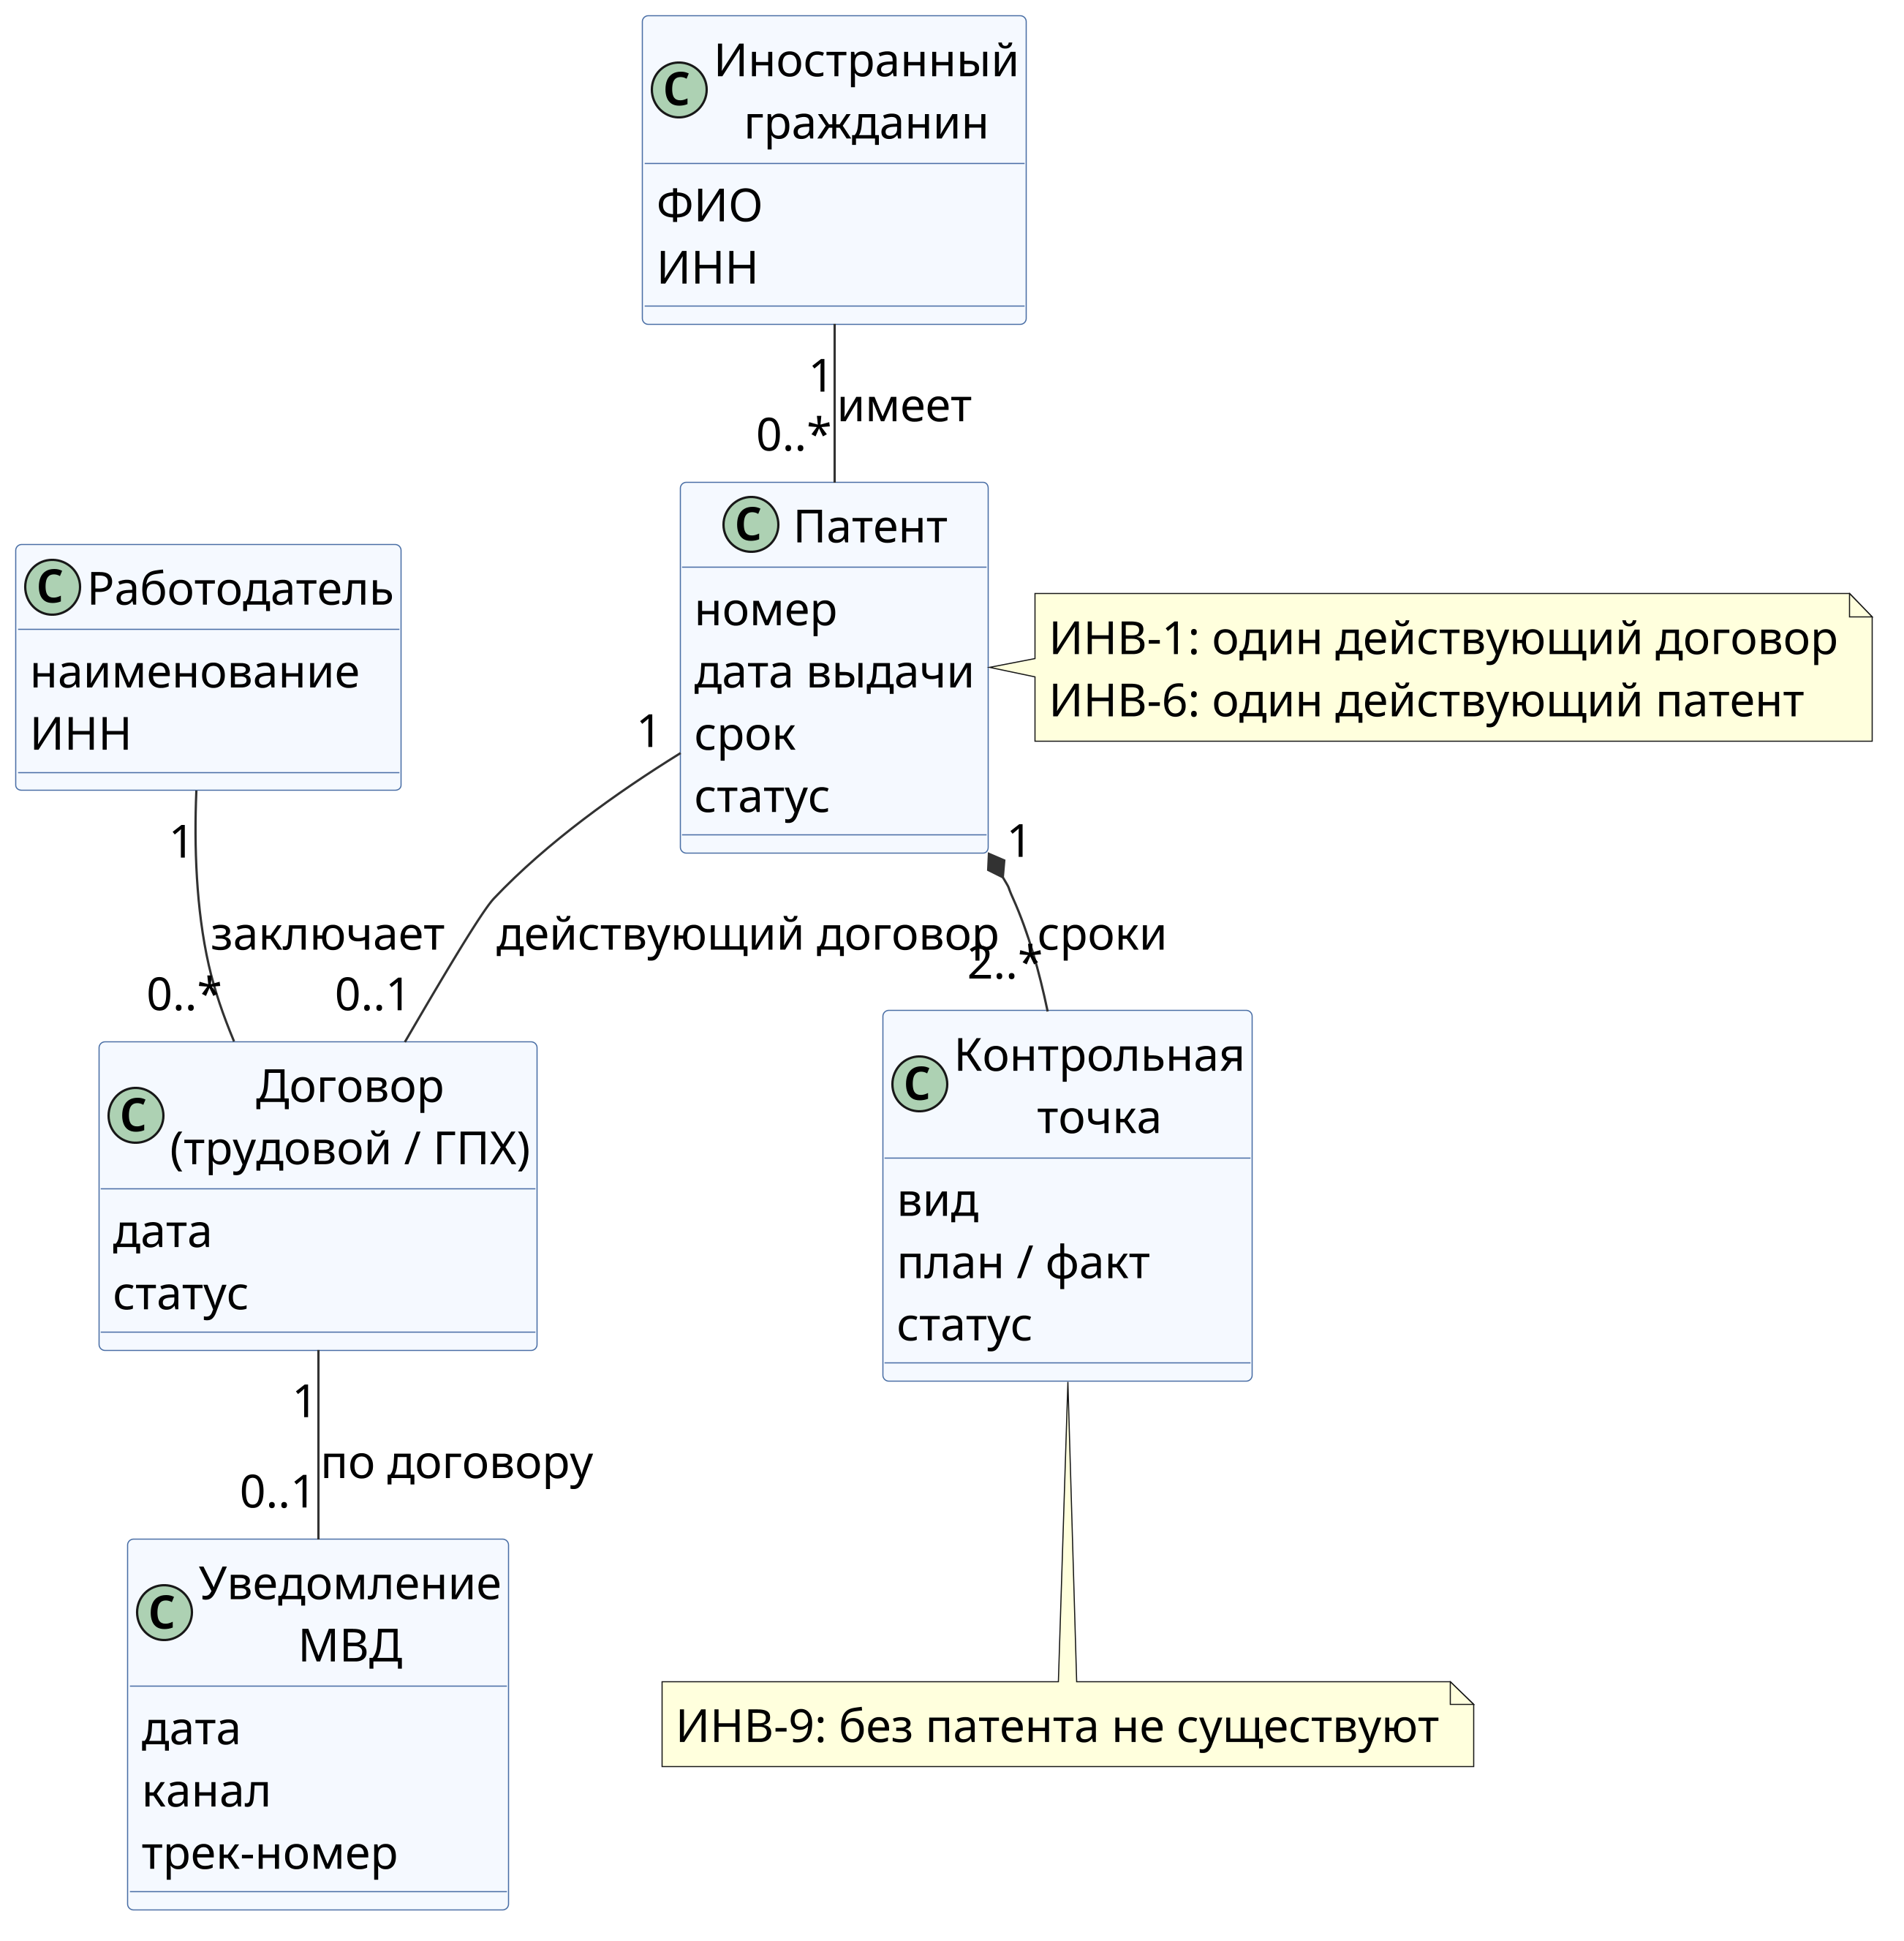 C
Иностранный
гражданин
ФИО
ИНН
1
имеет
0..*
C Патент
номер
дата выдачи
срок
статус
ИНВ-1: один действующий договор
ИНВ-6: один действующий патент
C Работодатель
наименование
ИНН
1
1
1
заключает
действующий договор
сроки
0..*
0..1
2..*
C
Договор
(трудовой / ГПХ)
дата
статус
C
Контрольная
точка
вид
план / факт
статус
1
по договору
0..1
C
Уведомление
МВД
дата
канал
трек-номер
ИНВ-9: без патента не существуют